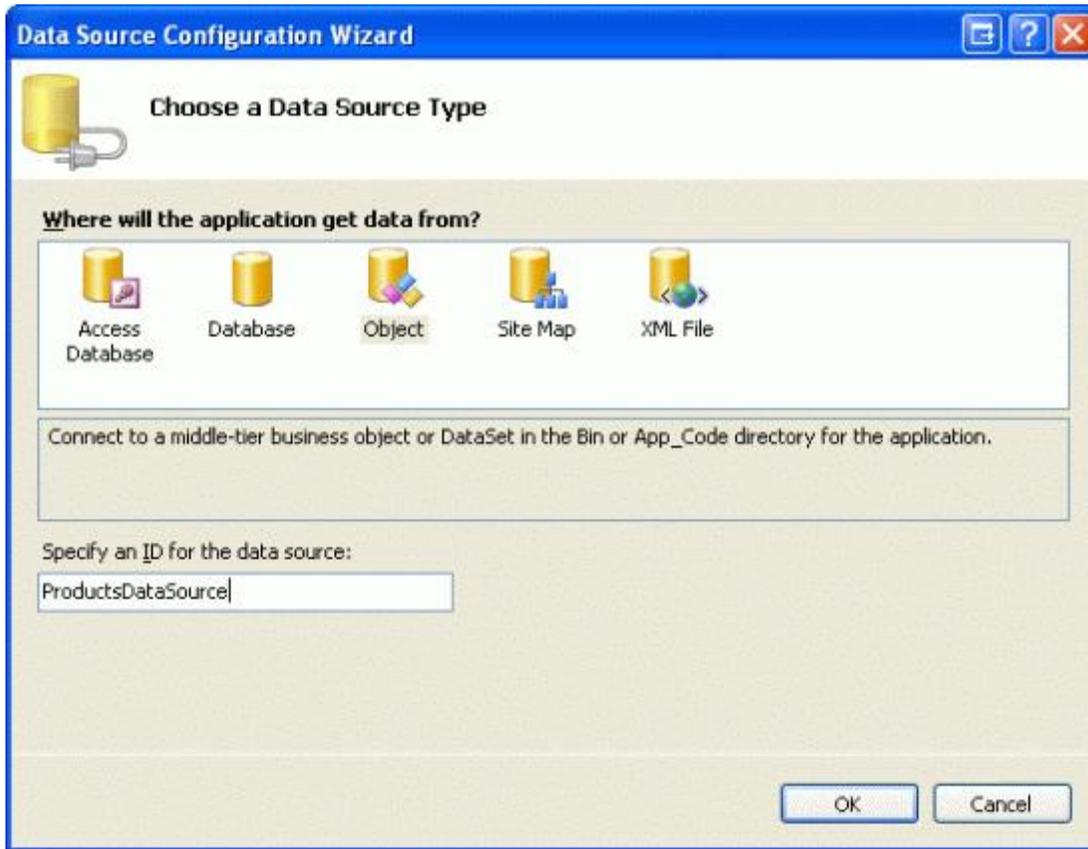 Data Source Configuration Wizard
Choose a Data Source Type
Where will the application get data from?
Access Database
Database
Object
Site Map
XML File
Connect to a middle-tier business object or DataSet in the Bin or App_Code directory for the application.
Specify an ID for the data source:
ProductsDataSource
OK
Cancel